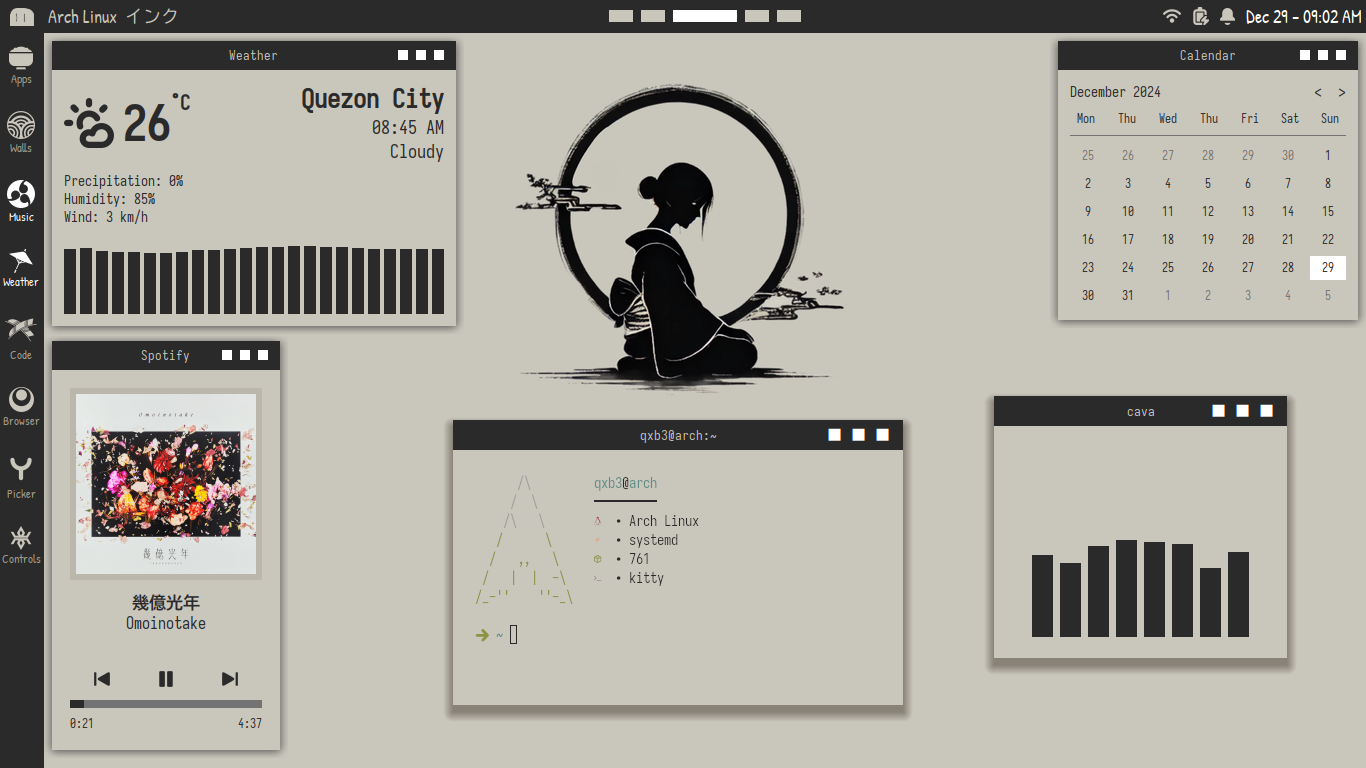 Arch Linux インク
Dec 29 - 09:02 AM
Apps
Walls
Music
Weather
Code
Browser
Picker
Controls
Weather
26 °C
Quezon City
08:45 AM
Cloudy
Precipitation: 0%
Humidity: 85%
Wind: 3 km/h
Spotify
Omoinotake
幾億光年
幾億光年
Omoinotake
0:21 4:37
qxb3@arch:~
qxb3@arch
• Arch Linux
• systemd
• 761
• kitty
~
Calendar
December 2024 < >
Mon Thu Wed Thu Fri Sat Sun
25 26 27 28 29 30 1
2 3 4 5 6 7 8
9 10 11 12 13 14 15
16 17 18 19 20 21 22
23 24 25 26 27 28 29
30 31 1 2 3 4 5
cava